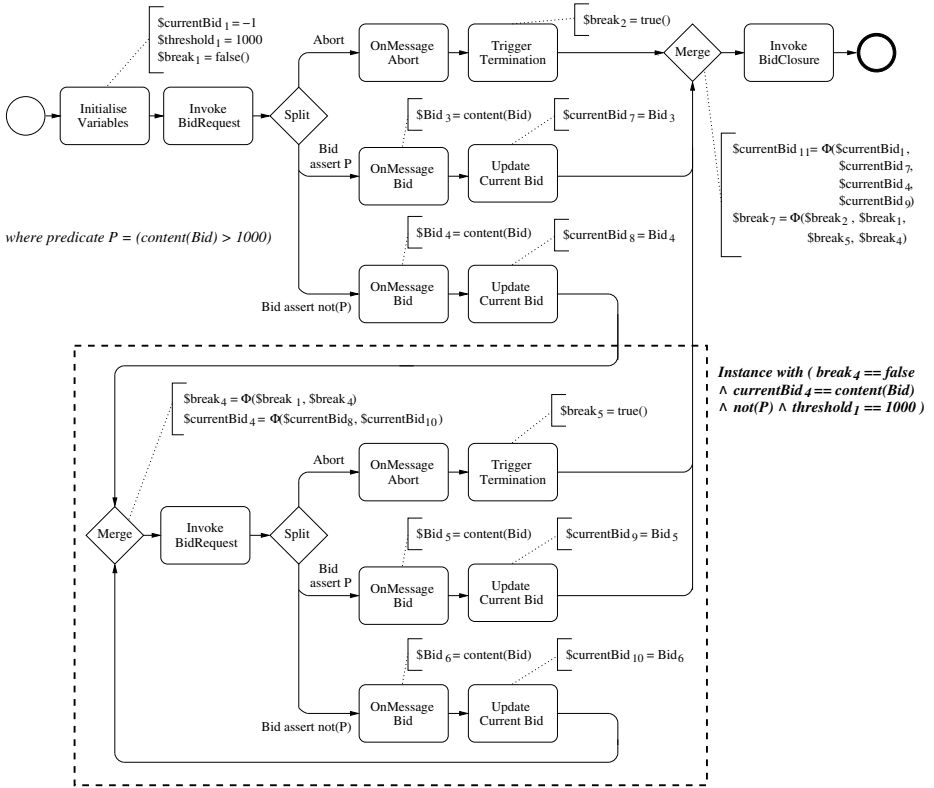 $currentBid 1 = −1
$threshold 1 = 1000
$break 1 = false()
$break 2 = true()
Abort
OnMessage
Abort
Trigger
Termination
Merge
Invoke
BidClosure
Initialise
Variables
Invoke
BidRequest
Split
$Bid 3 = content(Bid)
$currentBid 7 = Bid 3
Bid
assert P
OnMessage
Bid
Update
Current Bid
$currentBid 11 = Φ($currentBid 1,
$currentBid 7,
$currentBid 4,
$currentBid 9)
$break 7 = Φ($break 2 , $break 1,
$break 5, $break 4)
where predicate P = (content(Bid) > 1000)
$Bid 4 = content(Bid)
$currentBid 8 = Bid 4
Bid assert not(P)
OnMessage
Bid
Update
Current Bid
Instance with ( break 4 == false
∧ currentBid 4 == content(Bid)
∧ not(P) ∧ threshold 1 == 1000 )
$break 4 = Φ($break 1, $break 4)
$currentBid 4 = Φ($currentBid 8, $currentBid 10)
$break 5 = true()
Abort
OnMessage
Abort
Trigger
Termination
Merge
Invoke
BidRequest
Split
$Bid 5 = content(Bid)
$currentBid 9 = Bid 5
Bid
assert P
OnMessage
Bid
Update
Current Bid
$Bid 6 = content(Bid)
$currentBid 10 = Bid 6
Bid assert not(P)
OnMessage
Bid
Update
Current Bid